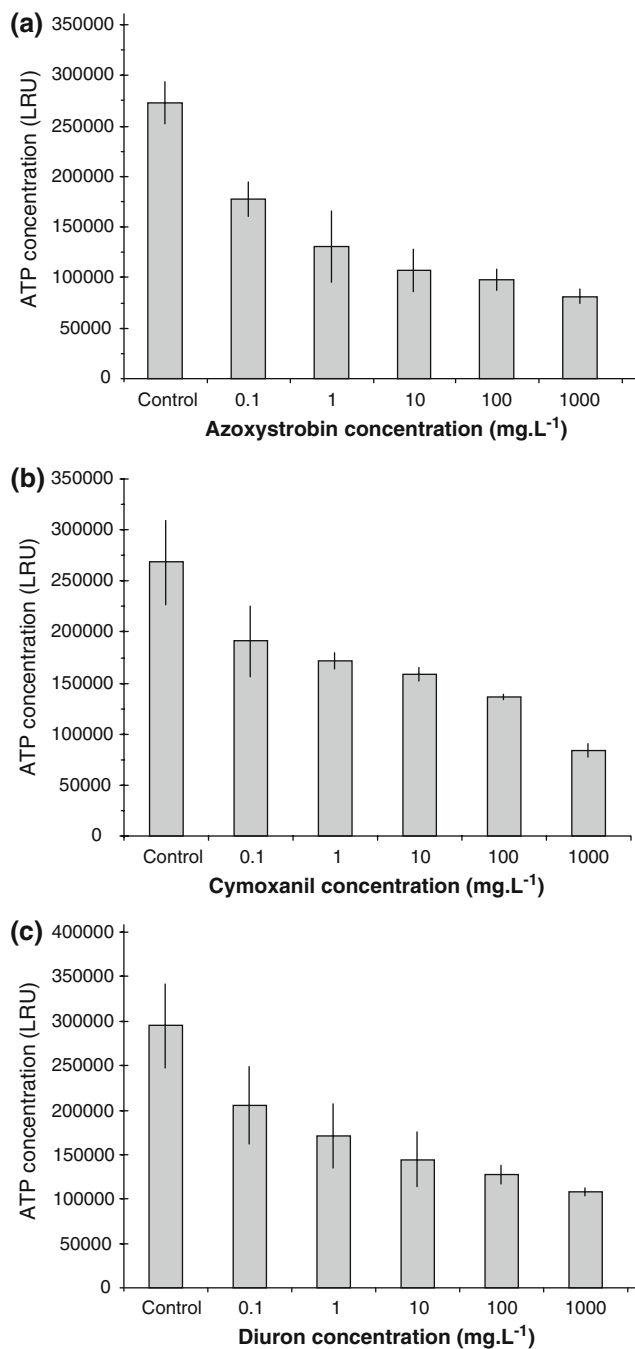 (a)
350000
300000
250000
200000
150000
100000
50000
0
ATP concentration (LRU)
Control 0.1 1 10 100 1000
Azoxystrobin concentration (mg.L⁻¹)
(b)
350000
300000
250000
200000
150000
100000
50000
0
ATP concentration (LRU)
Control 0.1 1 10 100 1000
Cymoxanil concentration (mg.L⁻¹)
(c)
400000
350000
300000
250000
200000
150000
100000
50000
0
ATP concentration (LRU)
Control 0.1 1 10 100 1000
Diuron concentration (mg.L⁻¹)